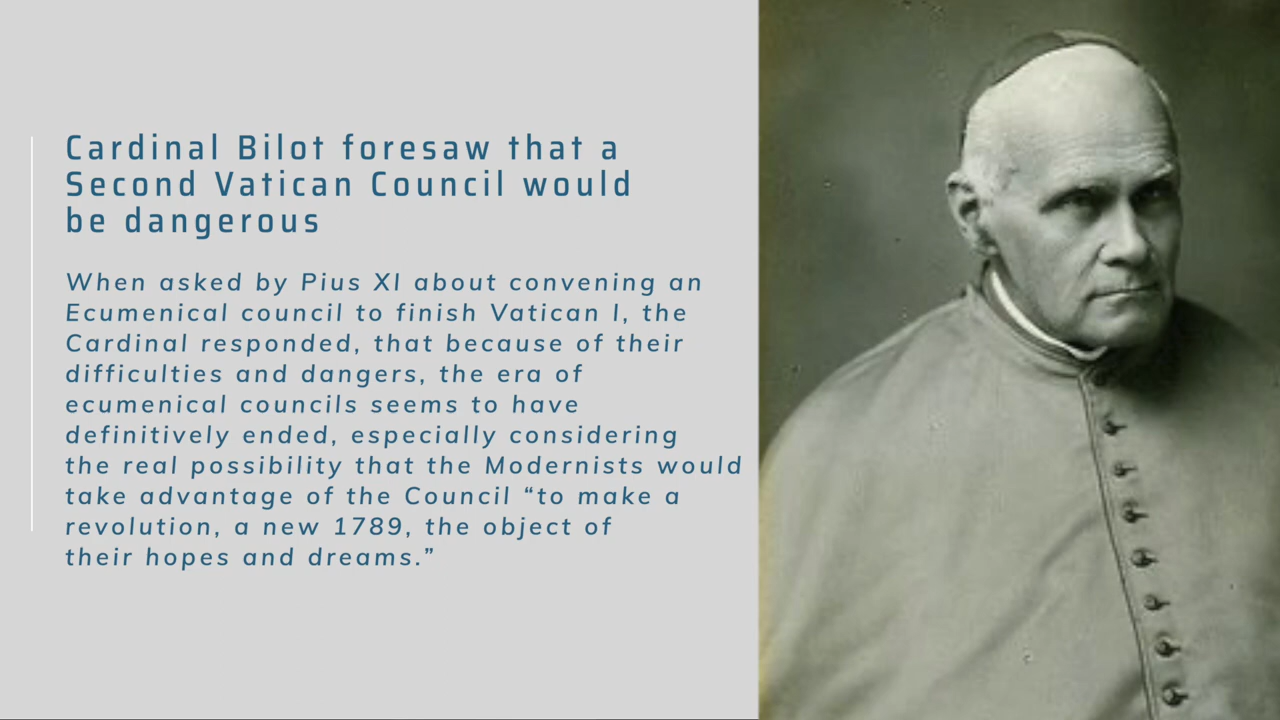 Cardinal Bilot foresaw that a
Second Vatican Council would
be dangerous
When asked by Pius XI about convening an
Ecumenical council to finish Vatican I, the
Cardinal responded, that because of their
difficulties and dangers, the era of
ecumenical councils seems to have
definitively ended, especially considering
the real possibility that the Modernists would
take advantage of the Council “to make a
revolution, a new 1789, the object of
their hopes and dreams.”